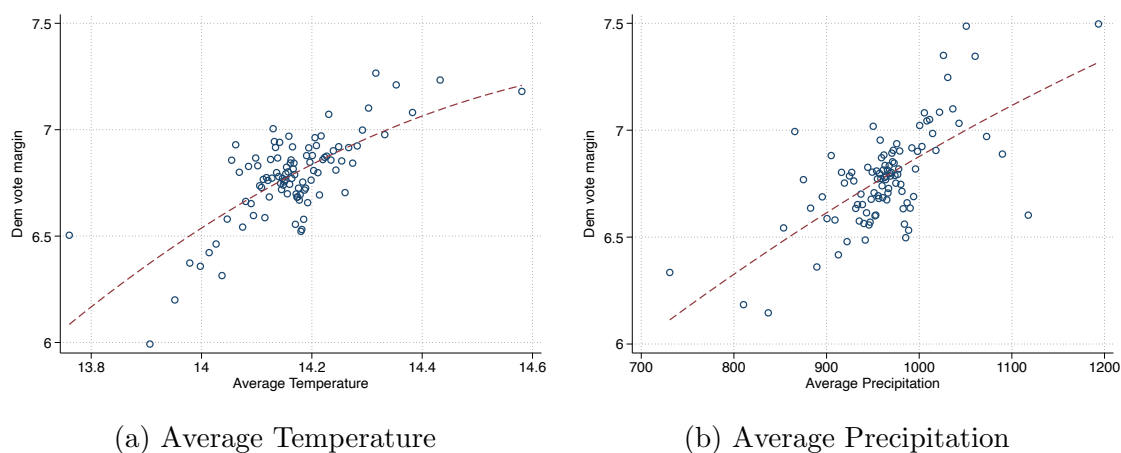 7.5
7
6.5
6
Dem vote margin
13.8 14 14.2 14.4 14.6
Average Temperature
(a) Average Temperature
7.5
7
6.5
6
Dem vote margin
700 800 900 1000 1100 1200
Average Precipitation
(b) Average Precipitation